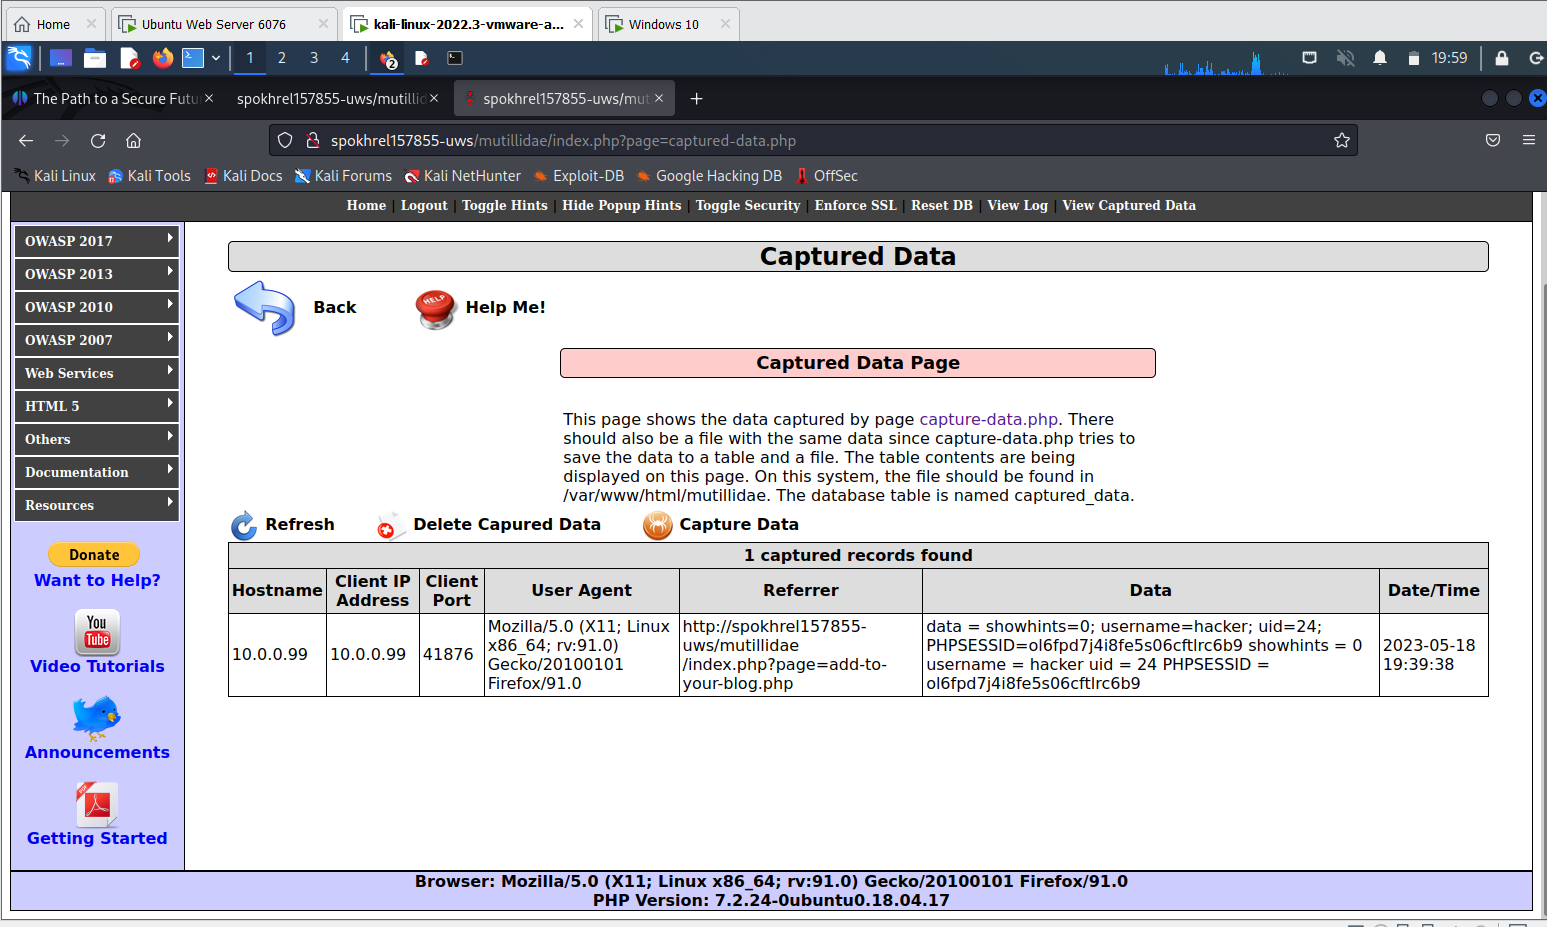 Home
Ubuntu Web Server 6076
kali-linux-2022.3-vmware-a...
Windows 10
1 2 3 4
2
19:59
The Path to a Secure Futu
spokhrel157855-uws/mutillid
spokhrel157855-uws/mut
spokhrel157855-uws/mutillidae/index.php?page=captured-data.php
Kali Linux Kali Tools Kali Docs Kali Forums Kali NetHunter Exploit-DB Google Hacking DB OffSec
Home | Logout | Toggle Hints | Hide Popup Hints | Toggle Security | Enforce SSL | Reset DB | View Log | View Captured Data
OWASP 2017
OWASP 2013
OWASP 2010
OWASP 2007
Web Services
HTML 5
Others
Documentation
Resources
Donate
Want to Help?
You
Tube
Video Tutorials
Announcements
Getting Started
Captured Data
Back
HELP
Help Me!
Captured Data Page
This page shows the data captured by page capture-data.php. There
should also be a file with the same data since capture-data.php tries to
save the data to a table and a file. The table contents are being
displayed on this page. On this system, the file should be found in
/var/www/html/mutillidae. The database table is named captured_data.
Refresh
Delete Capured Data
Capture Data
1 captured records found
Hostname
Client IP
Address
Client
Port
User Agent
Referrer
Data
Date/Time
10.0.0.99
10.0.0.99
41876
Mozilla/5.0 (X11; Linux
x86_64; rv:91.0)
Gecko/20100101
Firefox/91.0
http://spokhrel157855-
uws/mutillidae
/index.php?page=add-to-
your-blog.php
data = showhints=0; username=hacker; uid=24;
PHPSESSID=ol6fpd7j4i8fe5s06cftlrc6b9 showhints = 0
username = hacker uid = 24 PHPSESSID =
ol6fpd7j4i8fe5s06cftlrc6b9
2023-05-18
19:39:38
Browser: Mozilla/5.0 (X11; Linux x86_64; rv:91.0) Gecko/20100101 Firefox/91.0
PHP Version: 7.2.24-0ubuntu0.18.04.17